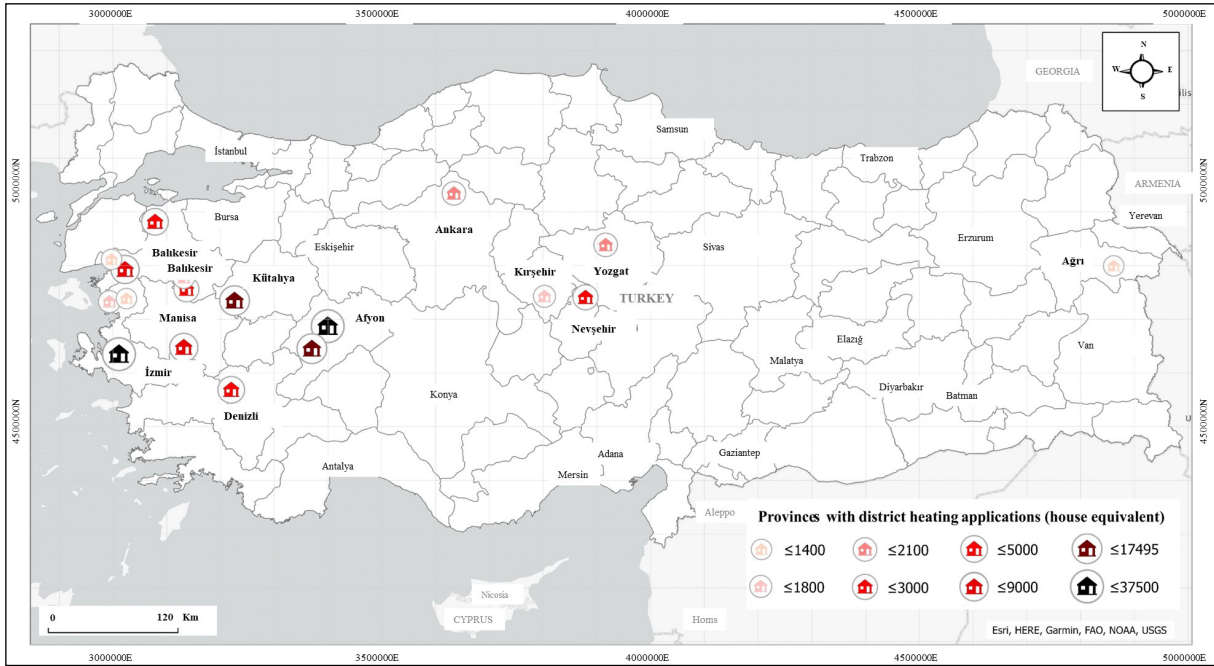 3000000E 3500000E 4000000E 4500000E 5000000E
N
W E
S
GEORGIA
ilis
Samsun
İstanbul
Trabzon
5000000N
5000000N
ARMENIA
Yerevan
Bursa
Ankara
Eskişehir
Sivas
Erzurum
Balıkesir
Balıkesir
Kütahya
Kırşehir
Yozgat
Ağrı
TURKEY
Manisa
Afyon
Nevşehir
Elazığ
Van
Malatya
İzmir
Konya
Diyarbakır
Batman
Denizli
4500000N
4500000N
U
Adana
Gaziantep
Antalya
Mersin
Aleppo
Provinces with district heating applications (house equivalent)
≤1400 ≤2100 ≤5000 ≤17495
≤1800 ≤3000 ≤9000 ≤37500
Nicosia
CYPRUS
Homs
0 120 Km
Esri, HERE, Garmin, FAO, NOAA, USGS
3000000E 3500000E 4000000E 4500000E 5000000E